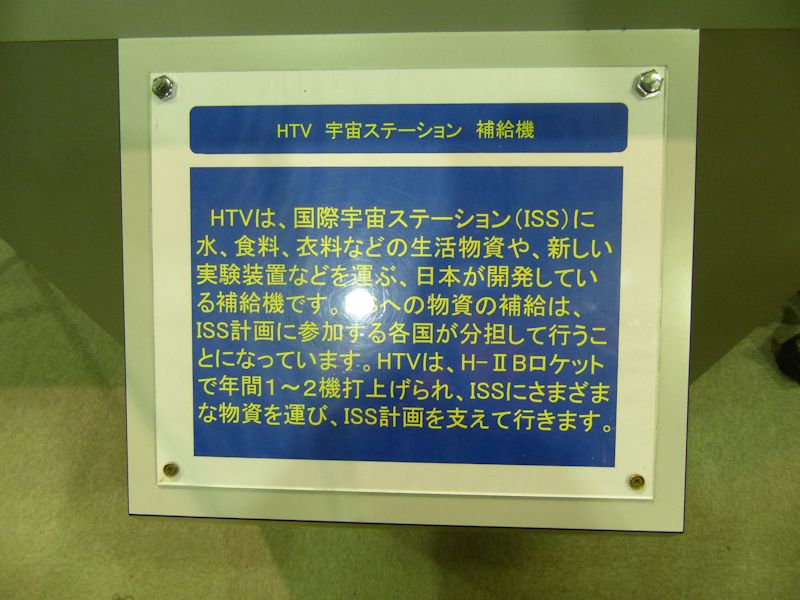 HTV 宇宙ステーション 補給機
HTVは、国際宇宙ステーション(ISS)に
水、食料、衣料などの生活物資や、新しい
実験装置などを運ぶ、日本が開発してい
る補給機です。 への物資の補給は、
ISS計画に参加する各国が分担して行うこ
とになっています。HTVは、H-ⅡBロケット
で年間1～2機打上げられ、ISSにさまざま
な物資を運び、ISS計画を支えて行きます。